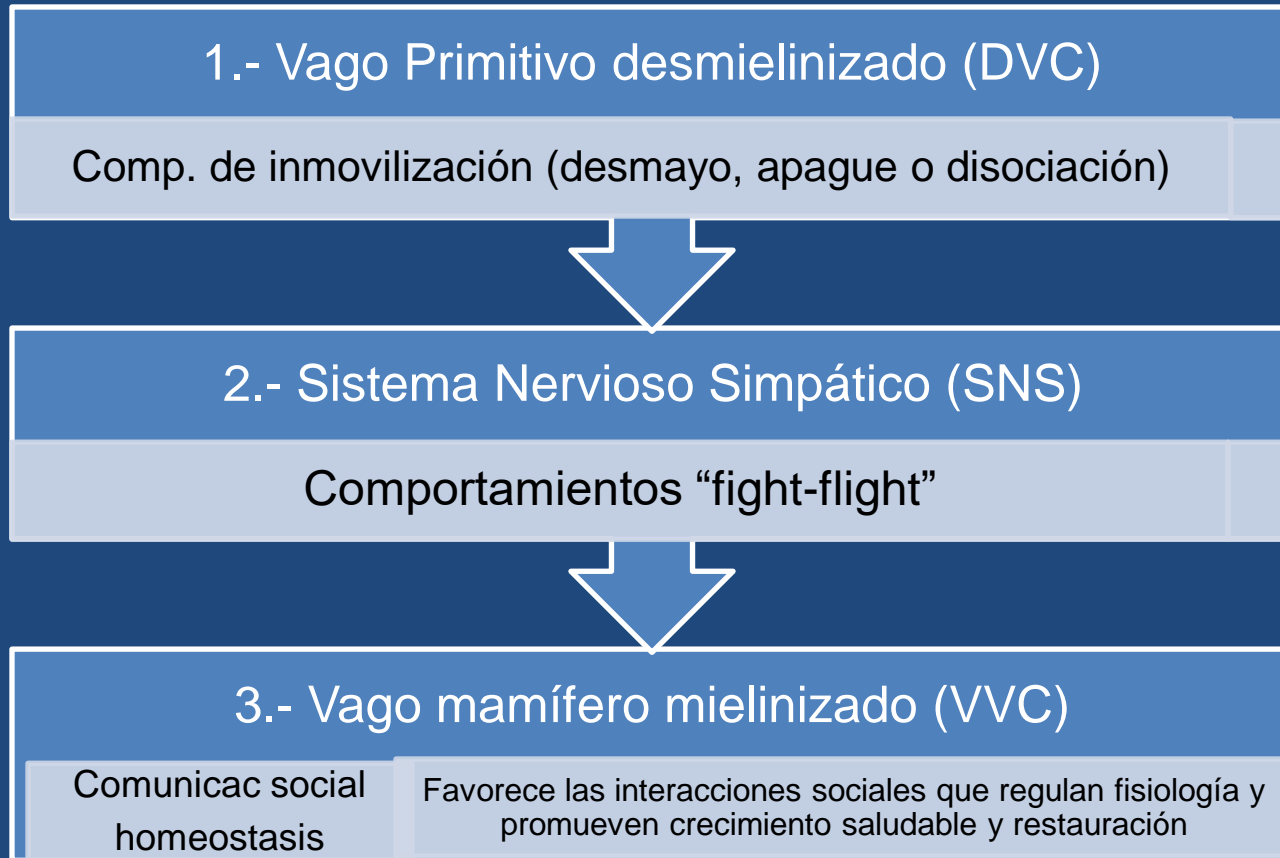 1.- Vago Primitivo desmielinizado (DVC)
Comp. de inmovilización (desmayo, apague o disociación)
2.- Sistema Nervioso Simpático (SNS)
Comportamientos “fight-flight”
3.- Vago mamífero mielinizado (VVC)
Comunicac social
homeostasis
Favorece las interacciones sociales que regulan fisiología y
promueven crecimiento saludable y restauración